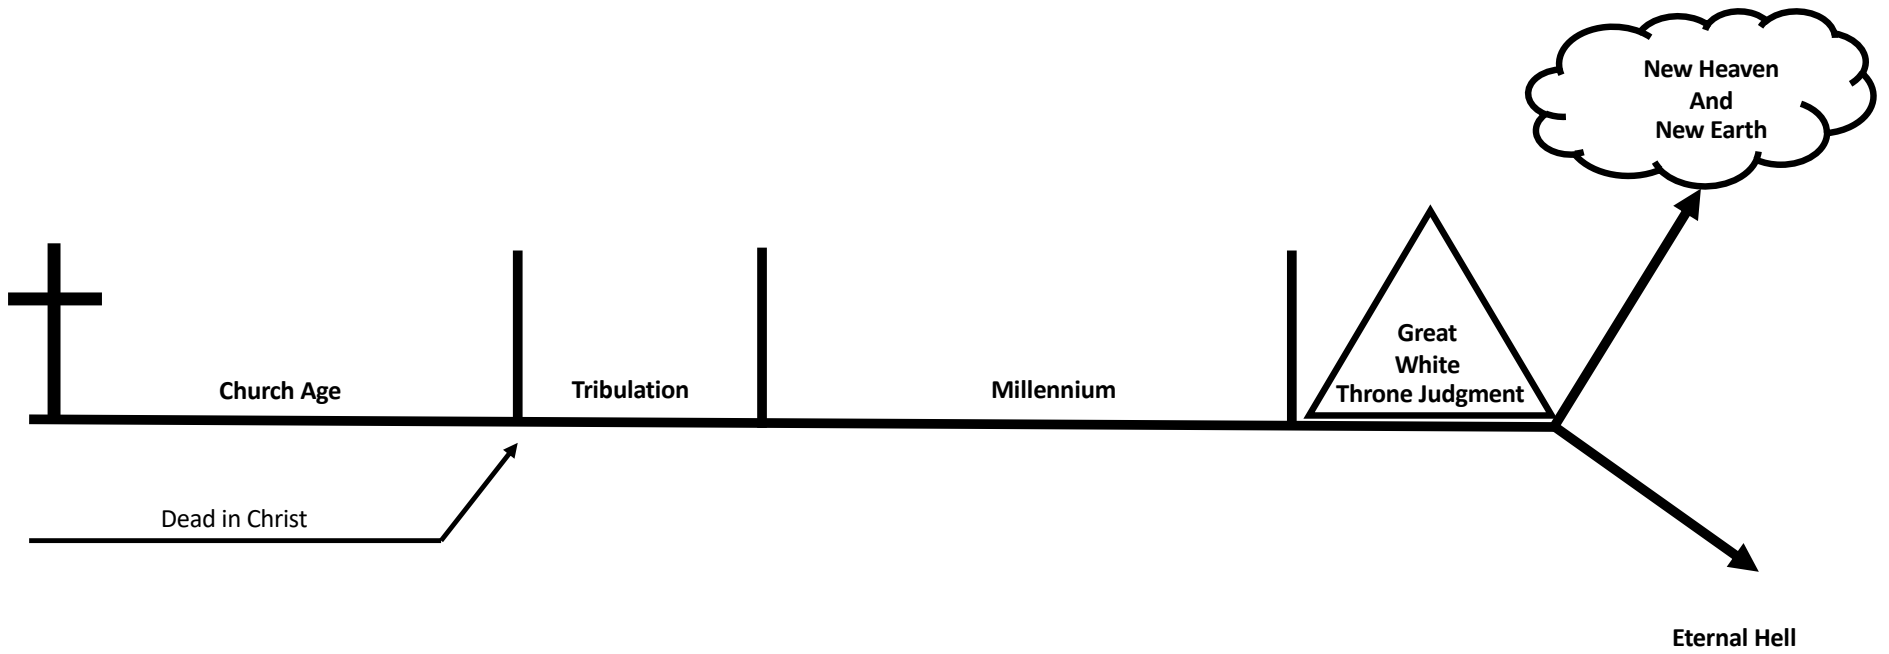 New Heaven
And
New Earth
Great
White
Throne Judgment
Church Age
Tribulation
Millennium
Dead in Christ
Eternal Hell